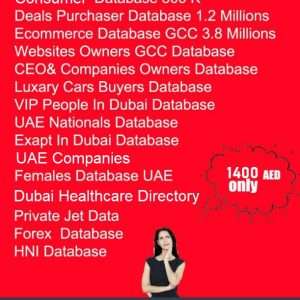 Consumer Database 500 K
Deals Purchaser Database 1.2 Millions
Ecommerce Database GCC 3.8 Millions
Websites Owners GCC Database
CEO& Companies Owners Database
Luxary Cars Buyers Database
VIP People In Dubai Database
UAE Nationals Database
Exapt In Dubai Database
UAE Companies
Females Database UAE
Dubai Healthcare Directory
Private Jet Data
Forex Database
HNI Database
1400 AED
only